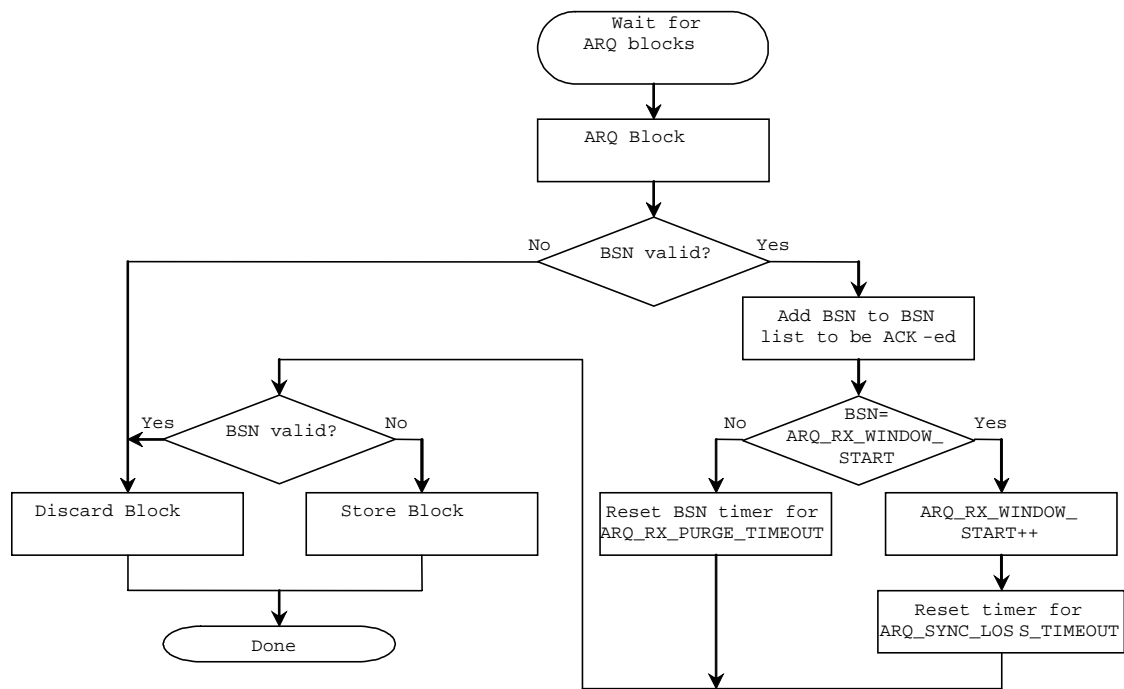 Wait for
ARQ blocks
ARQ Block
No
BSN valid?
Yes
Add BSN to BSN
list to be ACK -ed
Yes
BSN valid?
No
No
BSN=
ARQ_RX_WINDOW_
START
Yes
Discard Block
Store Block
Reset BSN timer for
ARQ_RX_PURGE_TIMEOUT
ARQ_RX_WINDOW_
START++
Reset timer for
ARQ_SYNC_LOS S_TIMEOUT
Done